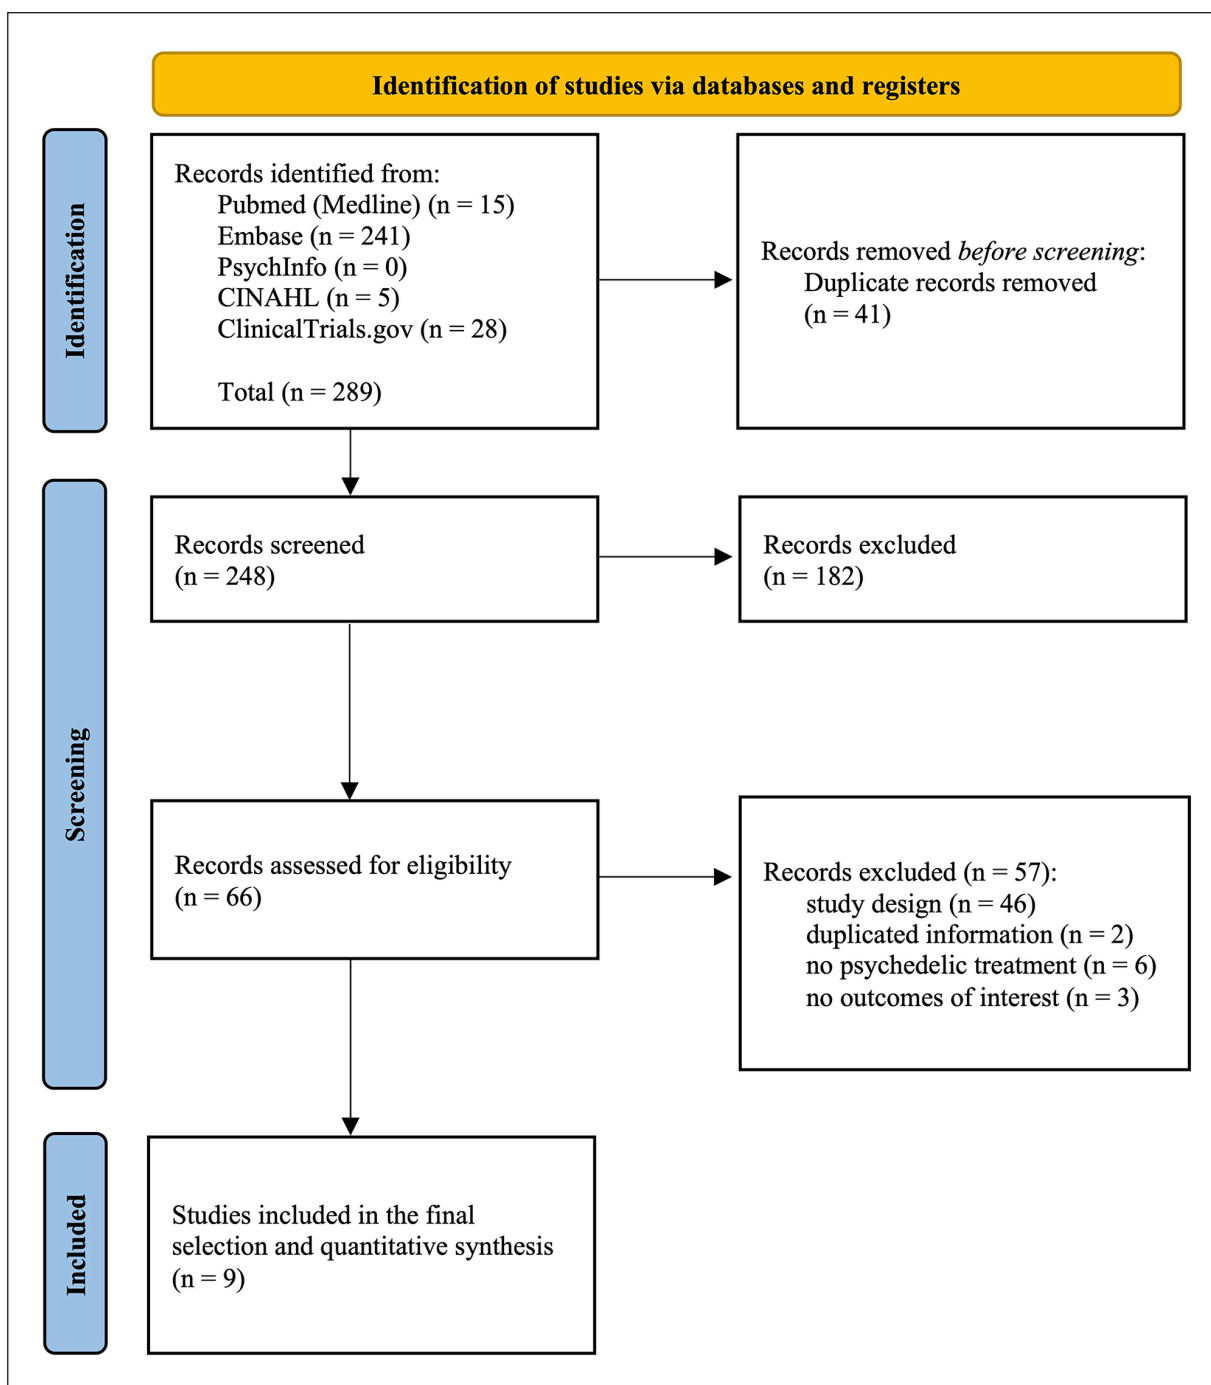 Identification of studies via databases and registers
Identification
Records identified from:
Pubmed (Medline) (n = 15)
Embase (n = 241)
PsychInfo (n = 0)
CINAHL (n = 5)
ClinicalTrials.gov (n = 28)
Total (n = 289)
Records removed before screening:
Duplicate records removed
(n = 41)
Screening
Records screened
(n = 248)
Records excluded
(n = 182)
Records assessed for eligibility
(n = 66)
Records excluded (n = 57):
study design (n = 46)
duplicated information (n = 2)
no psychedelic treatment (n = 6)
no outcomes of interest (n = 3)
Included
Studies included in the final
selection and quantitative synthesis
(n = 9)